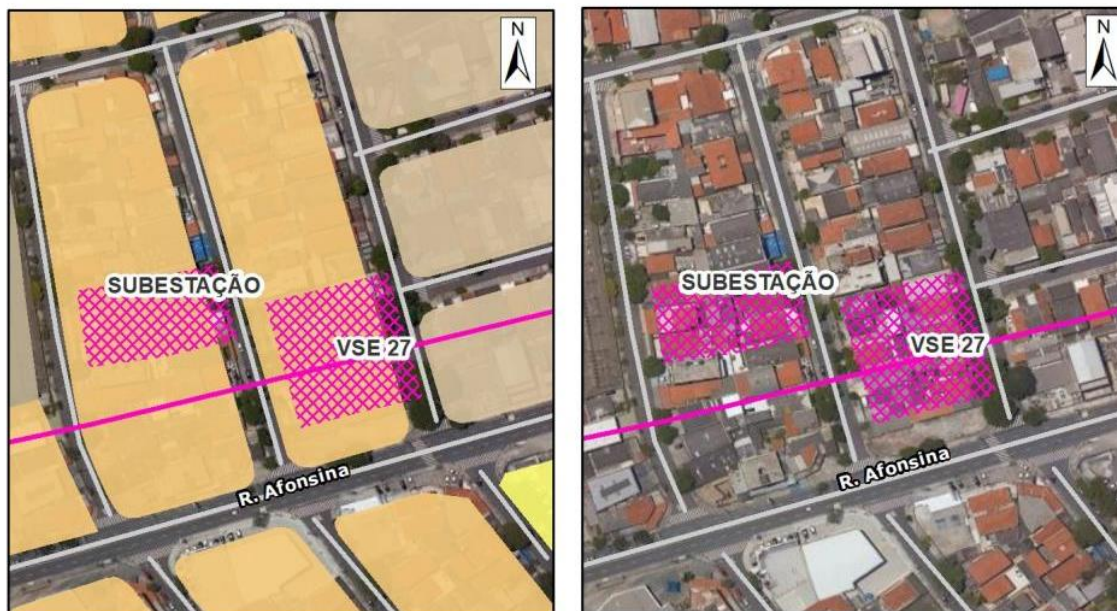 N
SUBESTAÇÃO
VSE 27
R. Afonsina
N
SUBESTAÇÃO
VSE 27
R. Afonsina